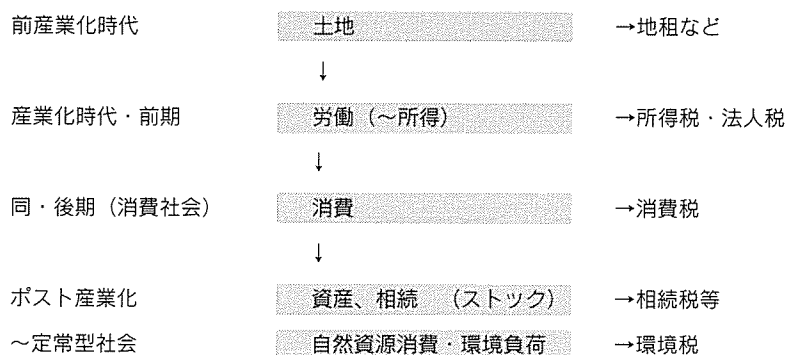 前産業化時代 土地 →地租など
↓
産業化時代・前期 労働（〜所得） →所得税・法人税
↓
同・後期（消費社会） 消費 →消費税
↓
ポスト産業化 資産、相続 （ストック） →相続税等
〜定常型社会 自然資源消費・環境負荷 →環境税